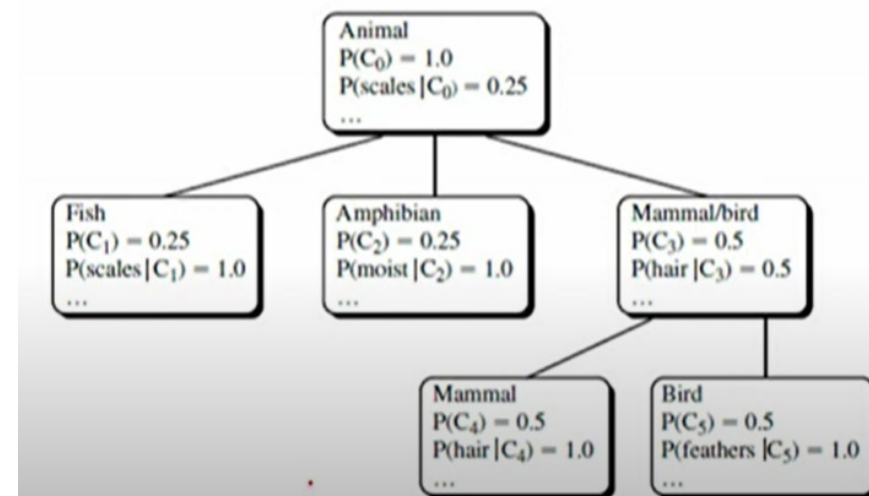 Animal
P(C₀) = 1.0
P(scales|C₀) = 0.25
...
Fish
P(C₁) = 0.25
P(scales|C₁) = 1.0
...
Amphibian
P(C₂) = 0.25
P(moist|C₂) = 1.0
...
Mammal/bird
P(C₃) = 0.5
P(hair|C₃) = 0.5
...
Mammal
P(C₄) = 0.5
P(hair|C₄) = 1.0
...
Bird
P(C₅) = 0.5
P(feathers|C₅) = 1.0
...